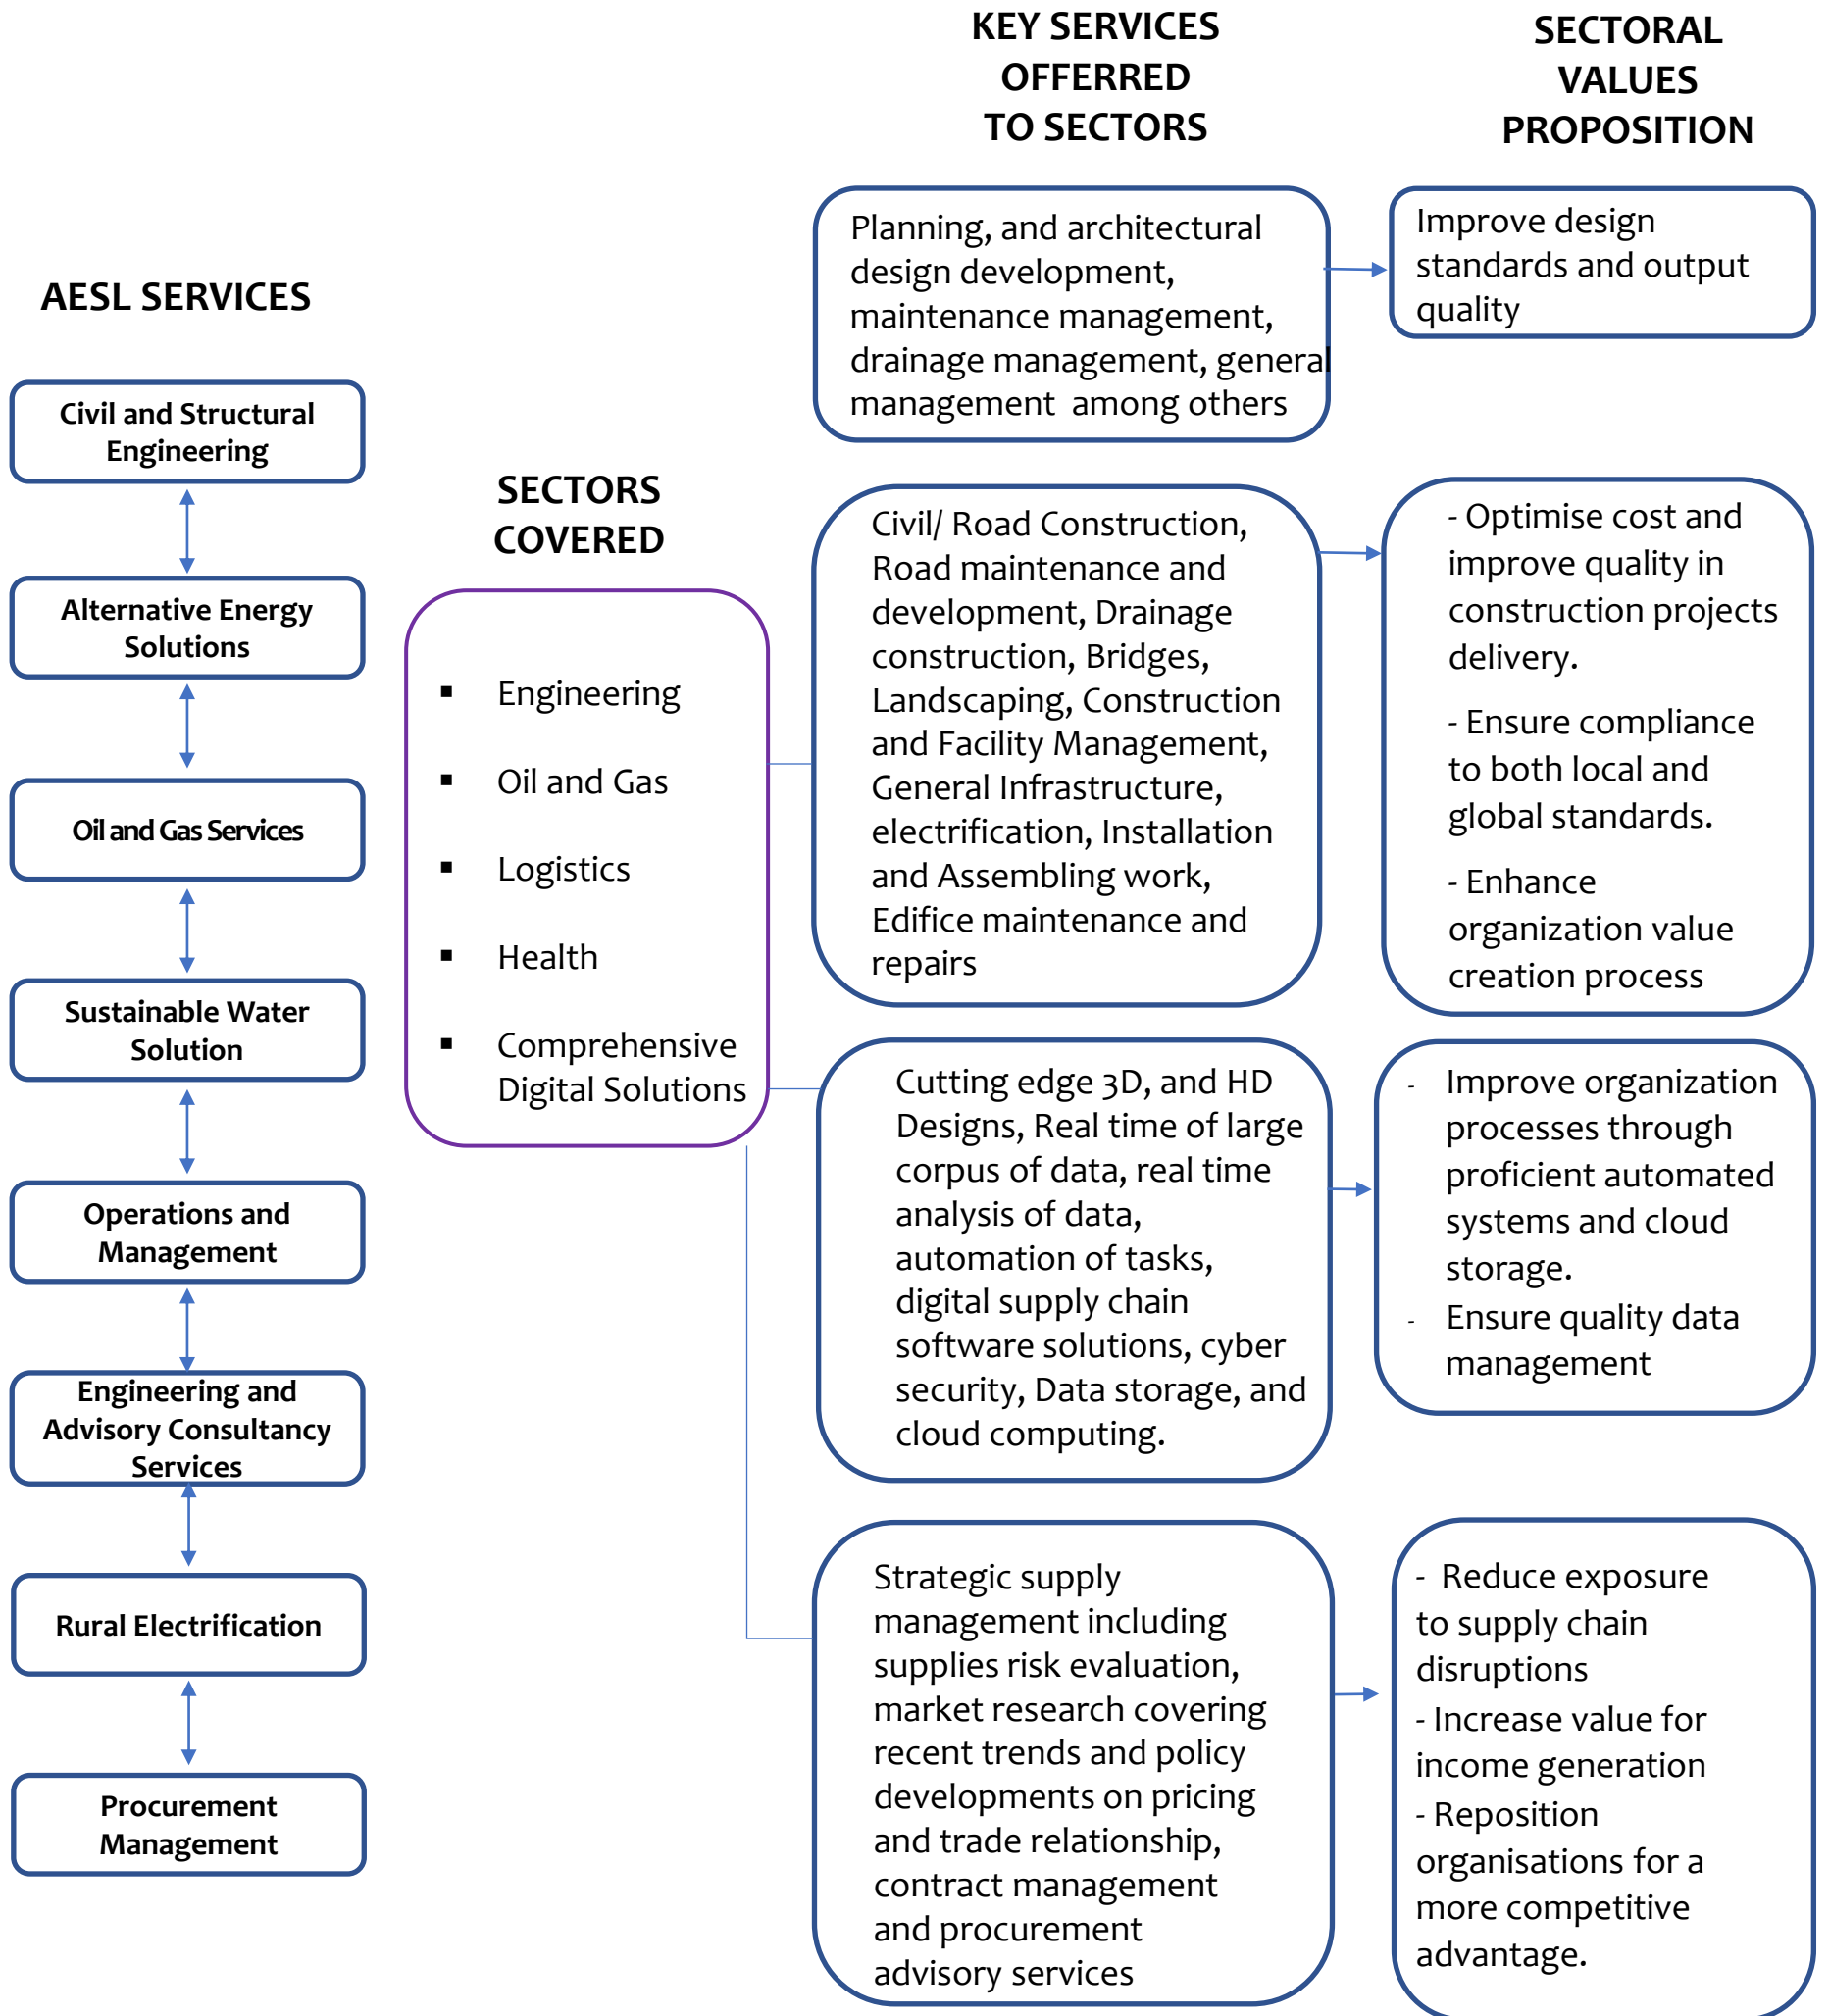 AESL SERVICES
Civil and Structural
Engineering
Alternative Energy
Solutions
Oil and Gas Services
Sustainable Water
Solution
Operations and
Management
Engineering and
Advisory Consultancy
Services
Rural Electrification
Procurement
Management
SECTORS
COVERED
▪ Engineering
▪ Oil and Gas
▪ Logistics
▪ Health
▪ Comprehensive
Digital Solutions
KEY SERVICES
OFFERRED
TO SECTORS
Planning, and architectural
design development,
maintenance management,
drainage management, general
management among others
Civil/ Road Construction,
Road maintenance and
development, Drainage
construction, Bridges,
Landscaping, Construction
and Facility Management,
General Infrastructure,
electrification, Installation
and Assembling work,
Edifice maintenance and
repairs
Cutting edge 3D, and HD
Designs, Real time of large
corpus of data, real time
analysis of data,
automation of tasks,
digital supply chain
software solutions, cyber
security, Data storage, and
cloud computing.
Strategic supply
management including
supplies risk evaluation,
market research covering
recent trends and policy
developments on pricing
and trade relationship,
contract management
and procurement
advisory services
SECTORAL
VALUES
PROPOSITION
Improve design
standards and output
quality
- Optimise cost and
improve quality in
construction projects
delivery.
- Ensure compliance
to both local and
global standards.
- Enhance
organization value
creation process
- Improve organization
processes through
proficient automated
systems and cloud
storage.
- Ensure quality data
management
- Reduce exposure
to supply chain
disruptions
- Increase value for
income generation
- Reposition
organisations for a
more competitive
advantage.